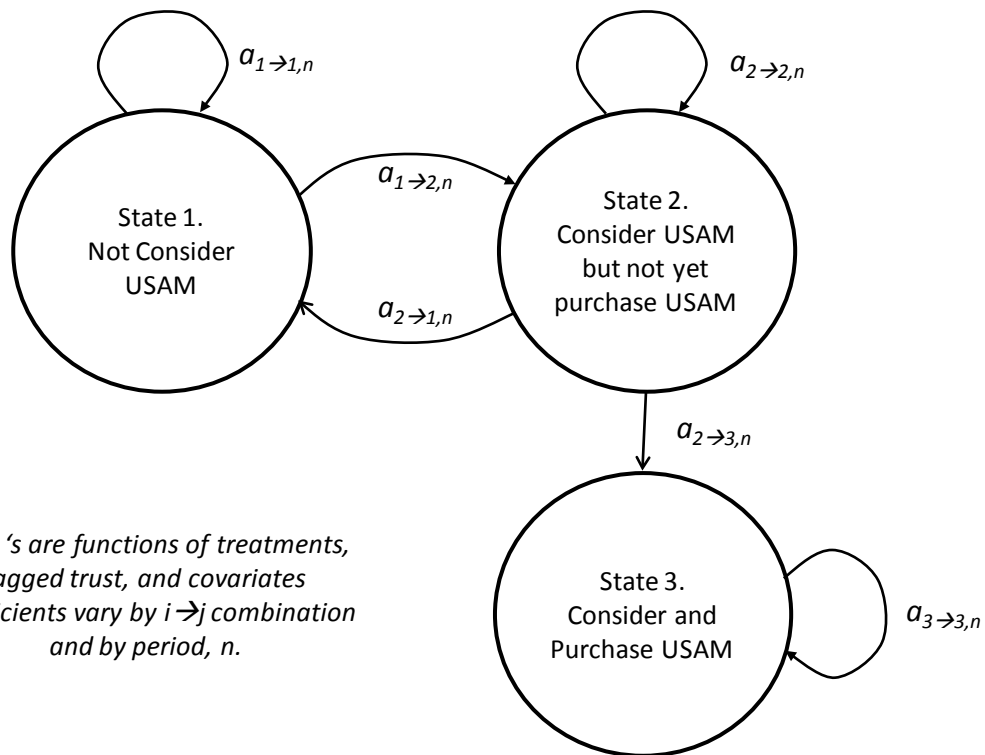 a₁→₁,ₙ
a₂→₂,ₙ
a₁→₂,ₙ
State 1.
Not Consider
USAM
State 2.
Consider USAM
but not yet
purchase USAM
a₂→₁,ₙ
a₂→₃,ₙ
's are functions of treatments,
trust, and covariates
vary by i→j combination
and by period, n.
State 3.
Consider and
Purchase USAM
a₃→₃,ₙ